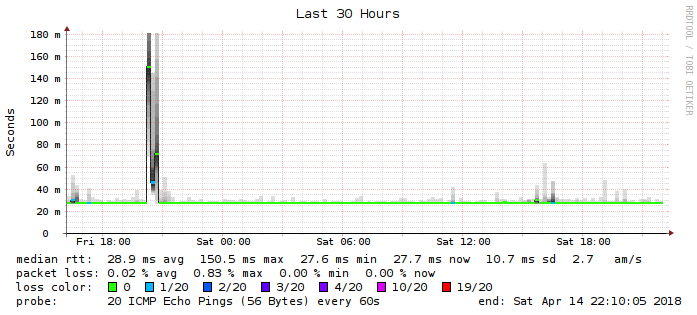 Last 30 Hours
RRDTOOL / TOBI OETIKER
Seconds
180 m
160 m
140 m
120 m
100 m
80 m
60 m
40 m
20 m
0
Fri 18:00 Sat 00:00 Sat 06:00 Sat 12:00 Sat 18:00
median rtt: 28.9 ms avg 150.5 ms max 27.6 ms min 27.7 ms now 10.7 ms sd 2.7 am/s
packet loss: 0.02 % avg 0.83 % max 0.00 % min 0.00 % now
loss color: 0 1/20 2/20 3/20 4/20 10/20 19/20
probe: 20 ICMP Echo Pings (56 Bytes) every 60s end: Sat Apr 14 22:10:05 2018